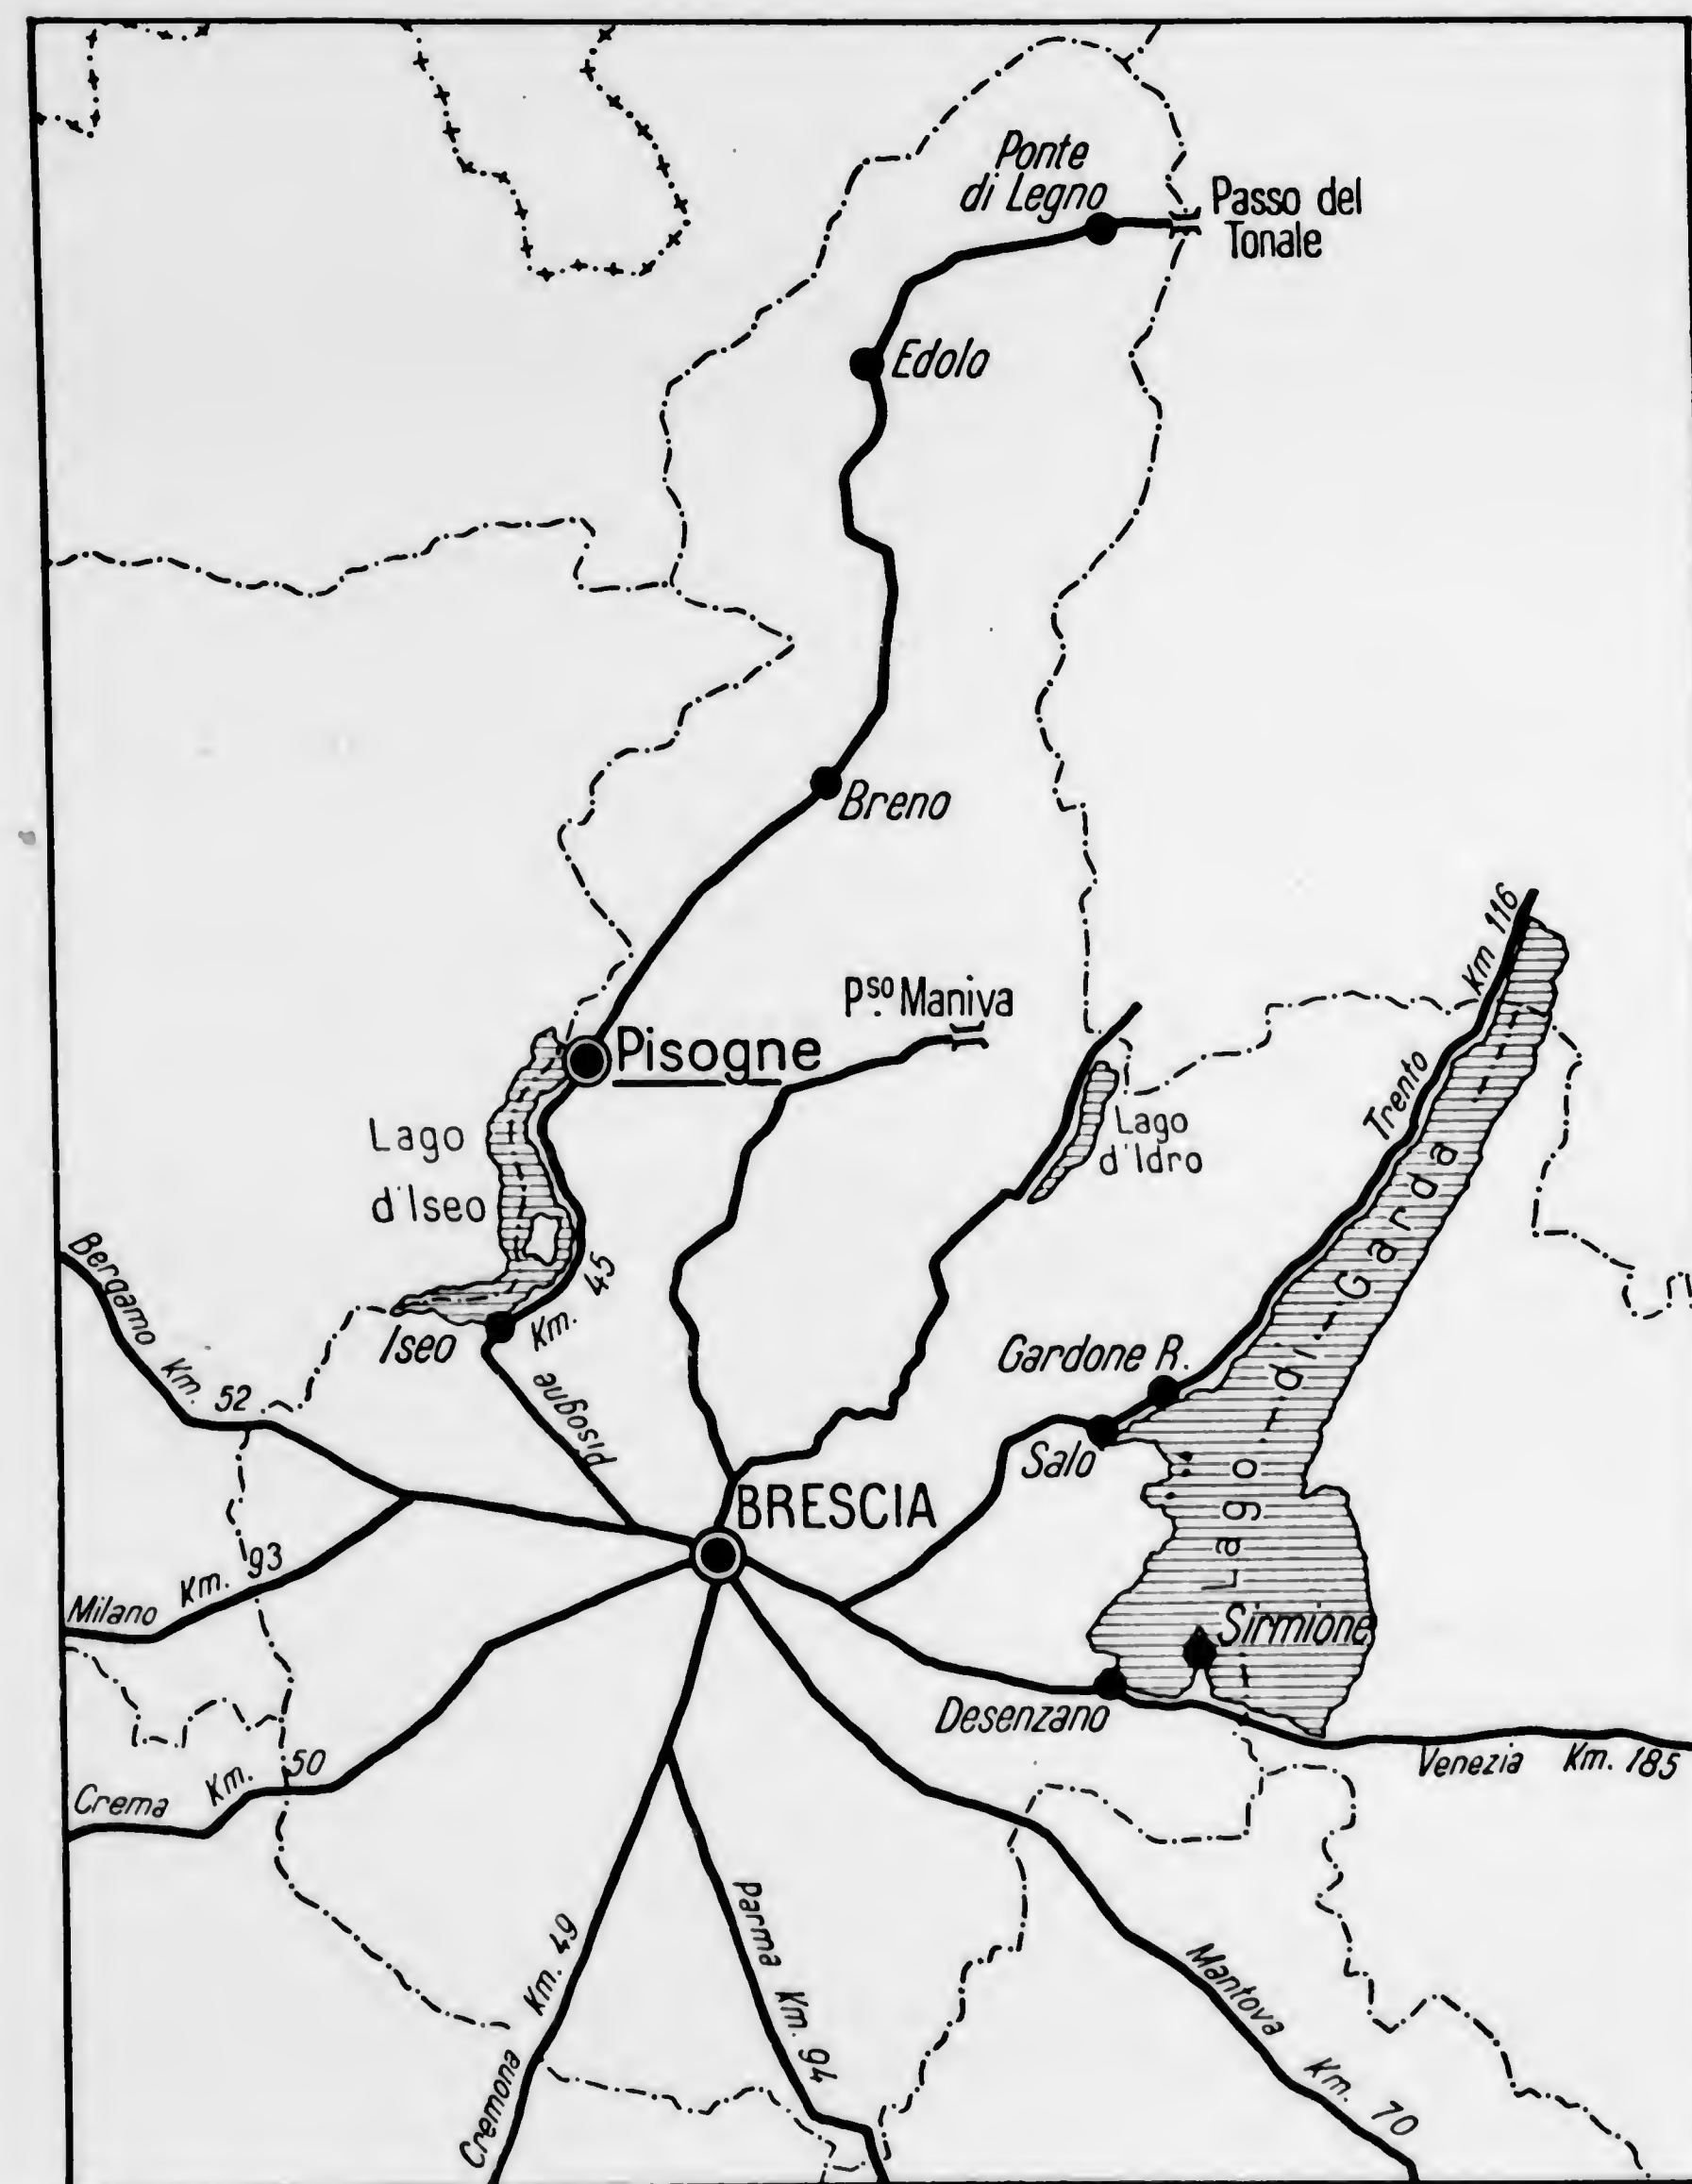 Ponte
di Legno
Passo del
Tonale
Edolo
Breno
Km 116
Trento
P.so Maniva
Pisogne
Lago
d'Iseo
Lago
d'Idro
Lago di Garda
Bergamo Km. 52
Iseo
Pisogne Km. 45
Gardone R.
Salo
BRESCIA
Milano Km. 93
Sirmione
Desenzano
Venezia Km. 185
Crema Km. 50
Cremona Km. 49
Parma Km. 94
Mantova Km. 70